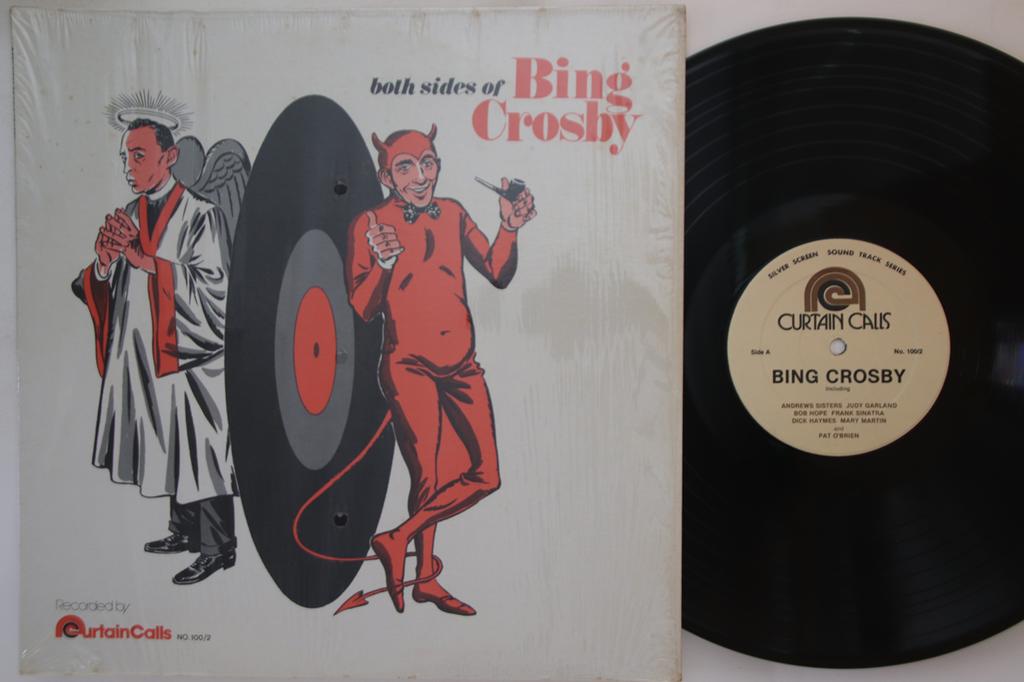 both sides of Bing
Crosby
Recorded by
CurtainCalls NO. 100/2
SILVER SCREEN SOUND TRACK SERIES
CURTAIN CALLS
Side A No. 100/2
BING CROSBY
including
ANDREWS SISTERS JUDY GARLAND
BOB HOPE FRANK SINATRA
DICK HAYMES MARY MARTIN
and
PAT O'BRIEN